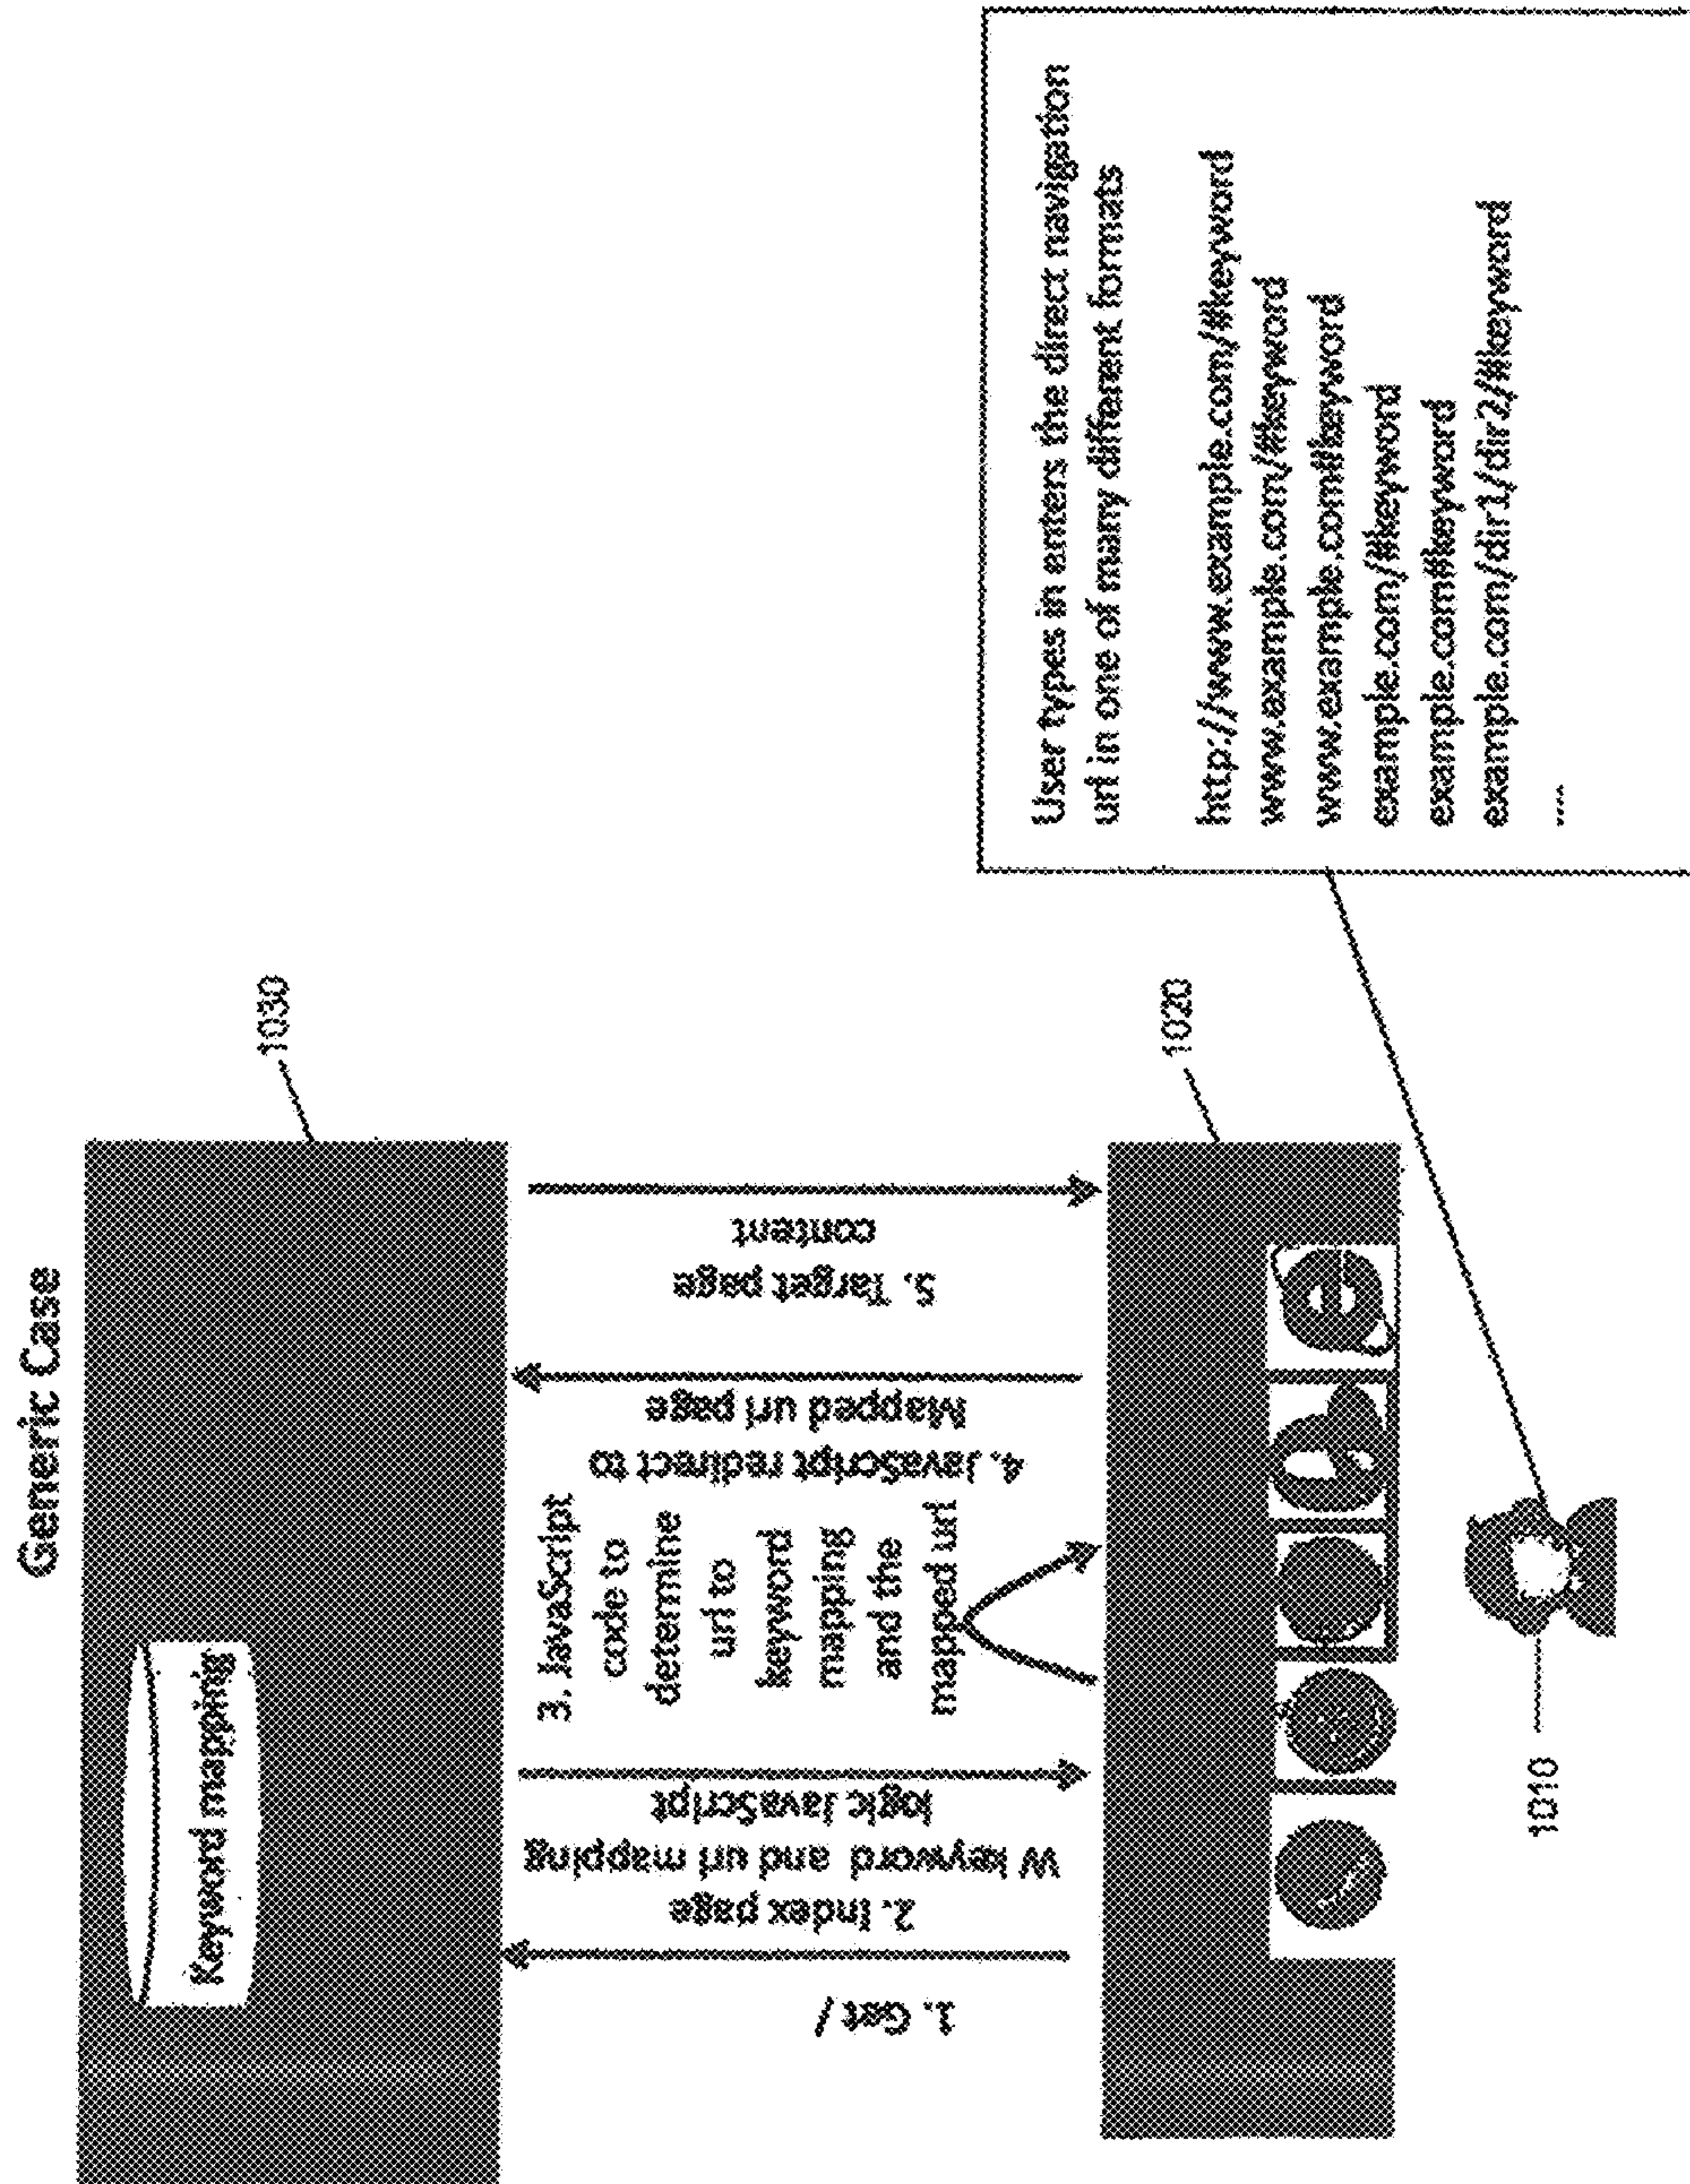 Generic Case
Keyword mapping
1030
1. Get /
2. Index page
W keyword and url mapping
logic JavaScript
3. JavaScript
code to
determine
url to
keyword
mapping
and the
mapped url
4. JavaScript redirect to
Mapped url page
5. Target page
content
1020
1010
User types in enters the direct navigation
url in one of many different formats
http://www.example.com/#keyword
www.example.com/#keyword
www.example.com#keyword
example.com/#keyword
example.com#keyword
example.com/dir1/dir2/#keyword
....